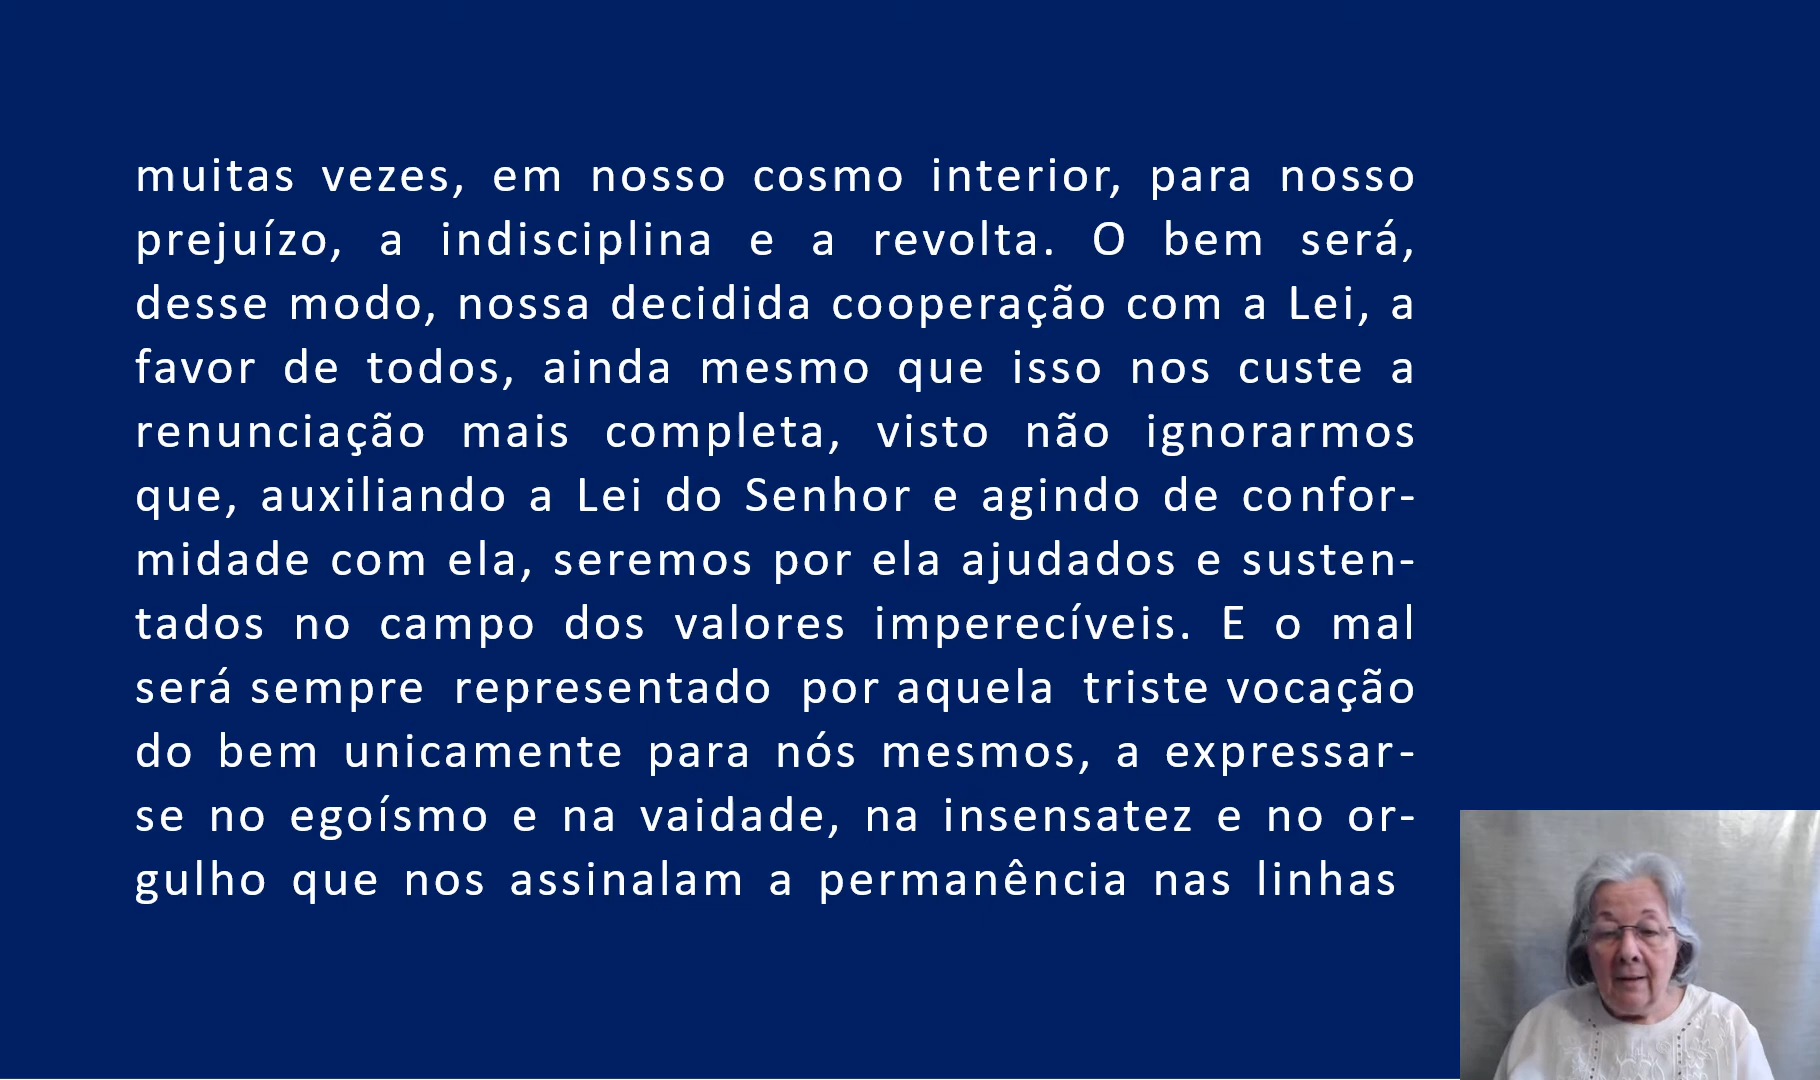 muitas vezes, em nosso cosmo interior, para nosso
prejuízo, a indisciplina e a revolta. O bem será,
desse modo, nossa decidida cooperação com a Lei, a
favor de todos, ainda mesmo que isso nos custe a
renunciação mais completa, visto não ignorarmos
que, auxiliando a Lei do Senhor e agindo de confor-
midade com ela, seremos por ela ajudados e susten-
tados no campo dos valores imperecíveis. E o mal
será sempre representado por aquela triste vocação
do bem unicamente para nós mesmos, a expressar-
se no egoísmo e na vaidade, na insensatez e no or-
gulho que nos assinalam a permanência nas linhas